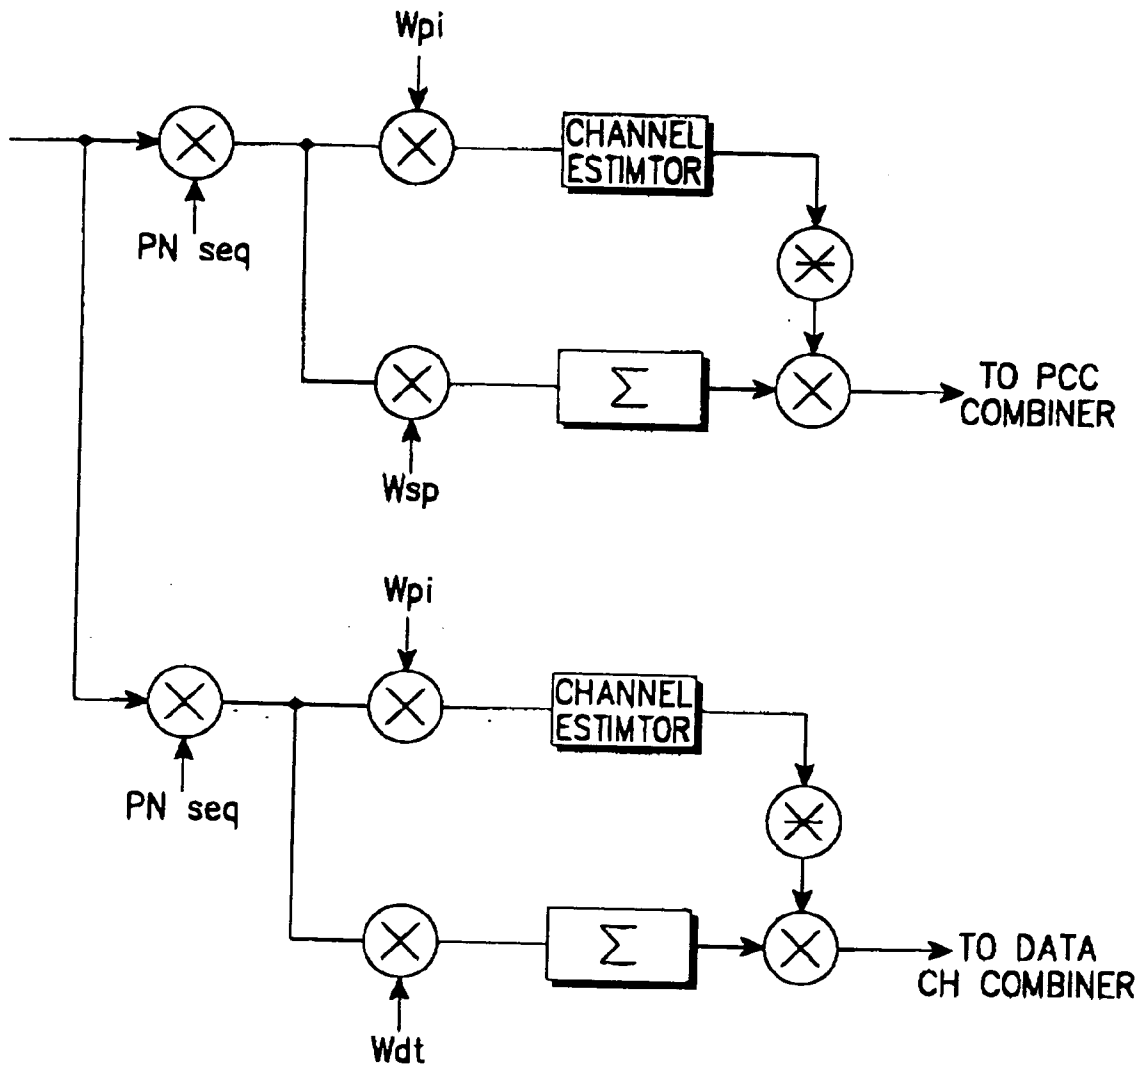 Wpi
CHANNEL
ESTIMTOR
PN seq
Σ
TO PCC
COMBINER
Wsp
Wpi
CHANNEL
ESTIMTOR
PN seq
Σ
TO DATA
CH COMBINER
Wdt